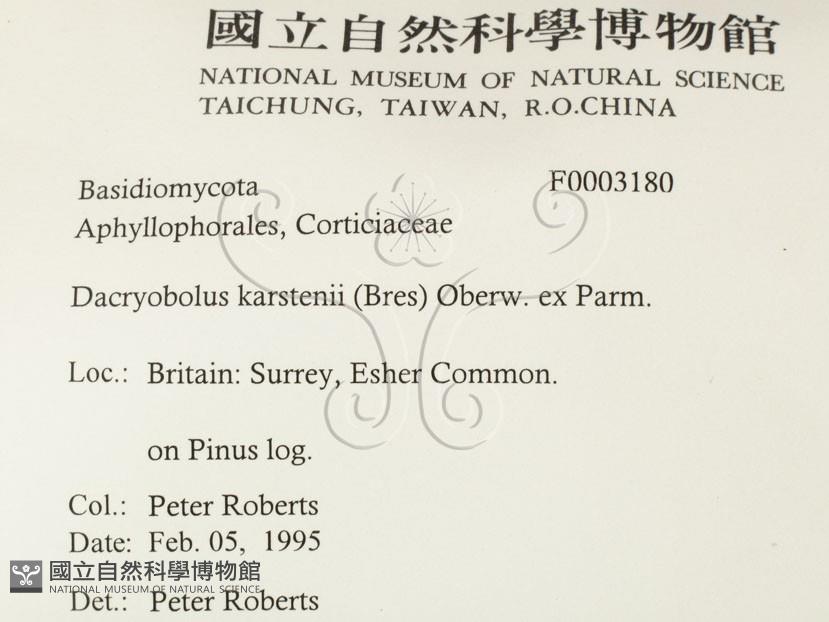 國立自然科學博物館
NATIONAL MUSEUM OF NATURAL SCIENCE
TAICHUNG, TAIWAN, R.O.CHINA
Basidiomycota F0003180
Aphyllophorales, Corticiaceae
Dacryobolus karstenii (Bres) Oberw. ex Parm.
Loc.: Britain: Surrey, Esher Common.
on Pinus log.
Col.: Peter Roberts
Date: Feb. 05, 1995
國立自然科學博物館
NATIONAL MUSEUM OF NATURAL SCIENCE
Det.: Peter Roberts